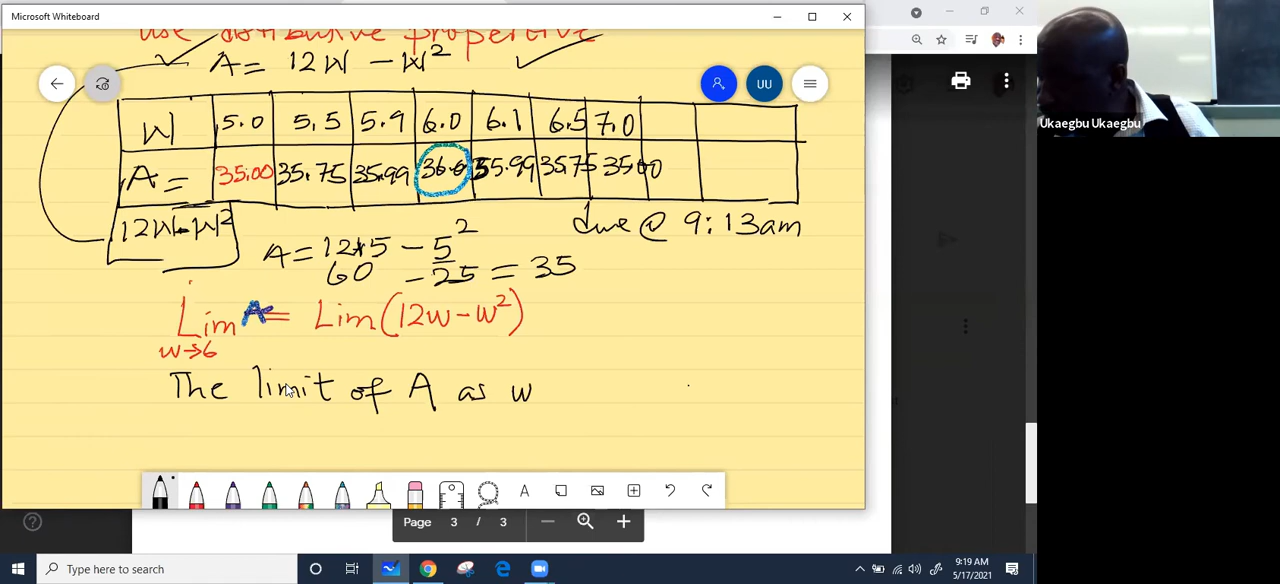 Microsoft Whiteboard
use distributive propertive
A = 12W - W²
UU
Ukaegbu Ukaegbu
W 5.0 5.5 5.9 6.0 6.1 6.5 7.0
A = 35.00 35.75 35.99 36.0 35.99 35.75 35.00
12W-W²
due @ 9:13am
A = 12*5 - 5²
60 - 25 = 35
Lim A = Lim (12w - w²)
w→6
The limit of A as w
Page 3 / 3
Type here to search
9:19 AM
5/17/2021